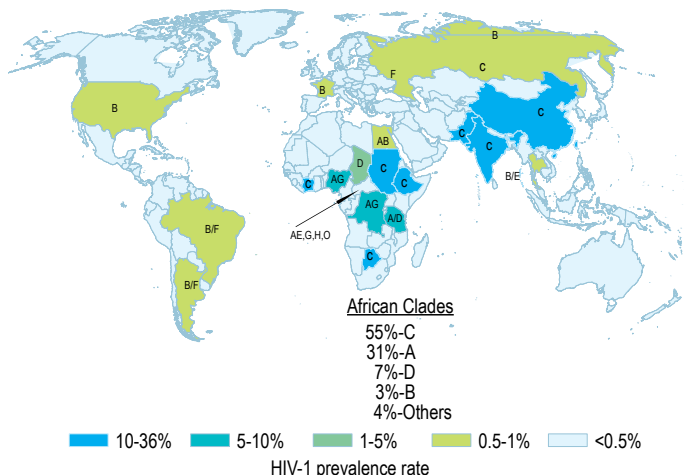 B
C
F
B
B
C
C
C
AB
D
C
AG
C
C
B/E
AG
A/D
AE,G,H,O
B/F
C
B/F
African Clades
55%-C
31%-A
7%-D
3%-B
4%-Others
10-36%
5-10%
1-5%
0.5-1%
<0.5%
HIV-1 prevalence rate